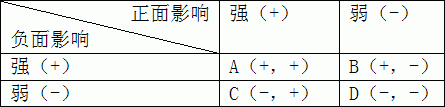 正面影响 强（+） 弱（-）
负面影响
强（+） A（+，+） B（+，-）
弱（-） C（-，+） D（-，-）